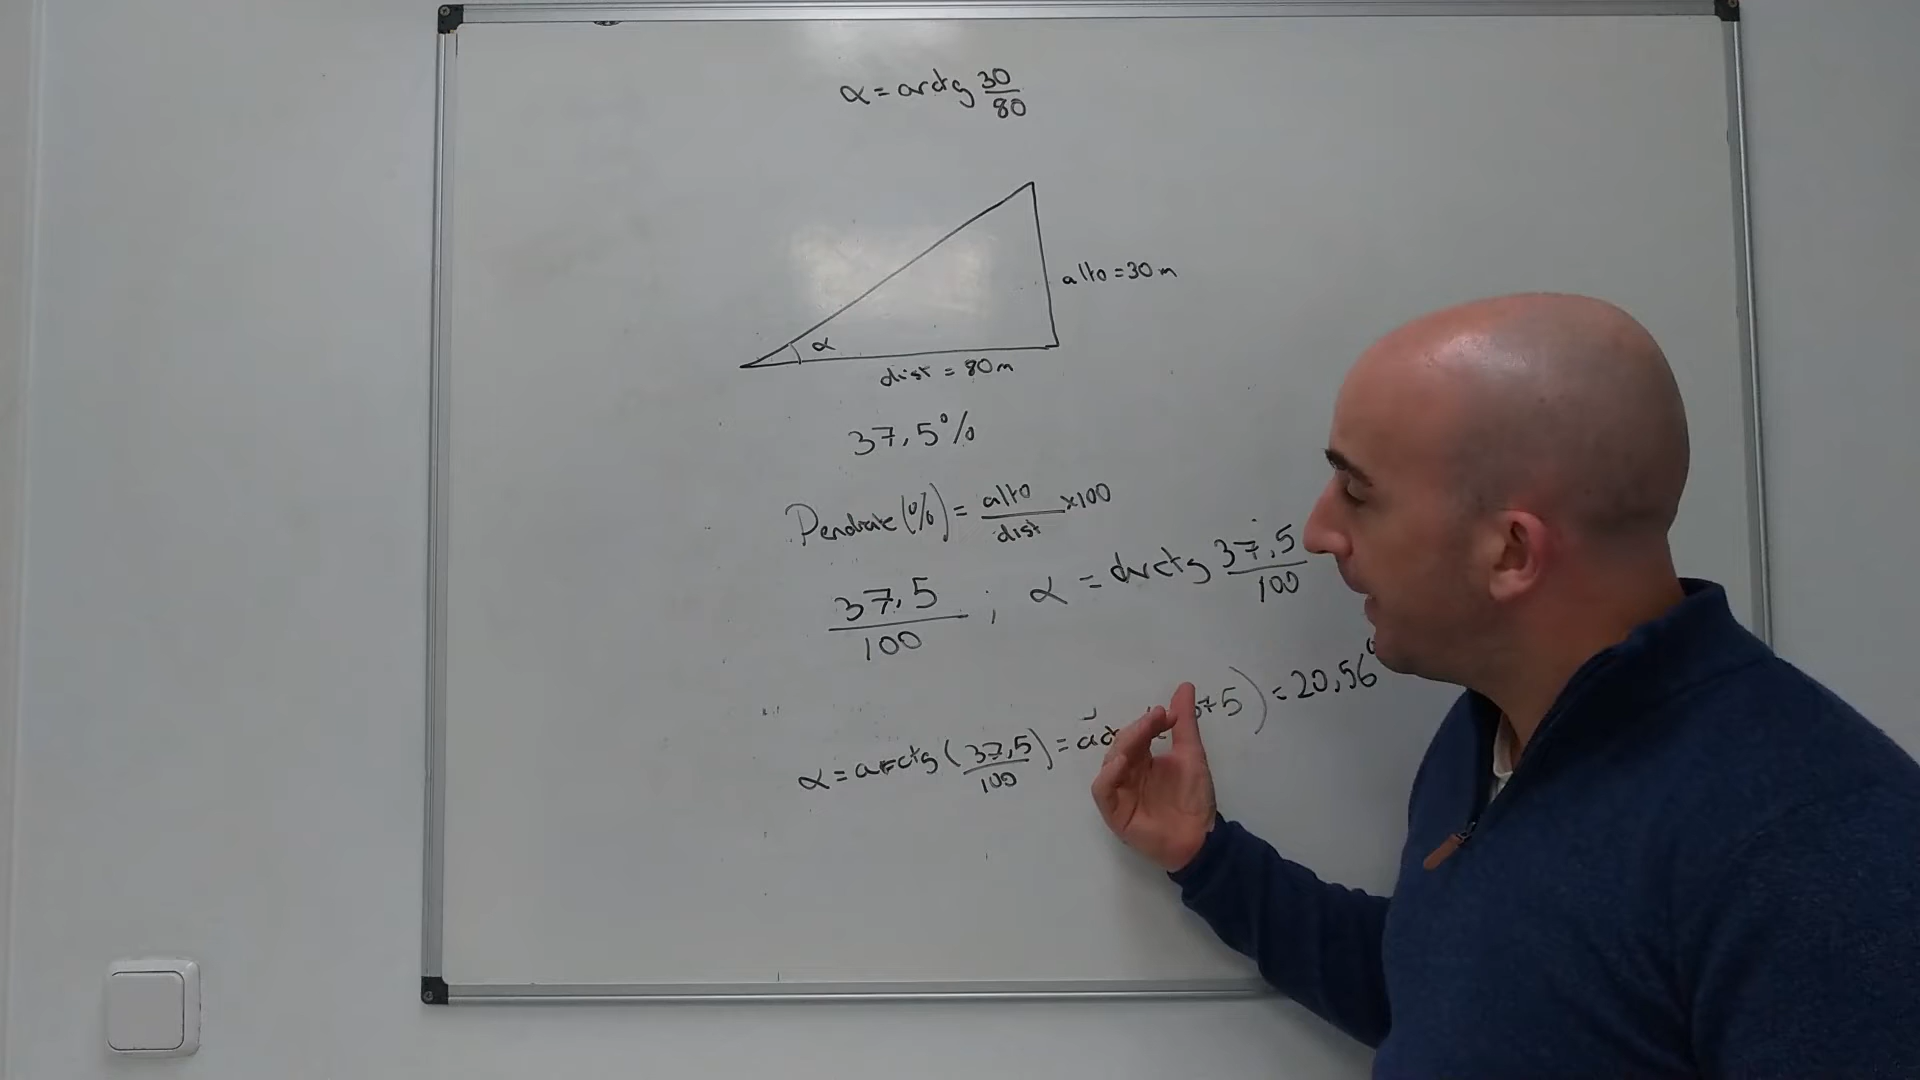 α = arctg 30/80
alto = 30 m
α
dist = 80 m
37,5%
Pendiente (%) = alto/dist x100
37,5/100 ; α = arctg 37,5/100
α = arctg (37,5/100) = 75) = 20,56°